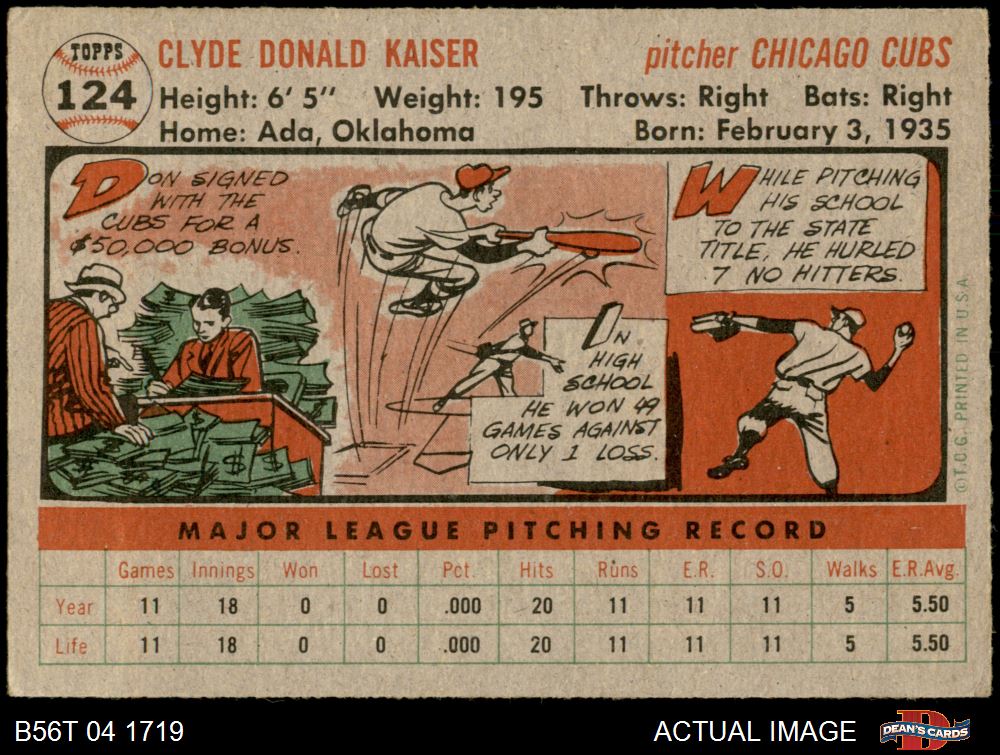 TOPPS
124
CLYDE DONALD KAISER
pitcher CHICAGO CUBS
Height: 6' 5" Weight: 195 Throws: Right Bats: Right
Home: Ada, Oklahoma
Born: February 3, 1935
DON SIGNED
WITH THE
CUBS FOR A
$50,000 BONUS.
$
$
IN
HIGH
SCHOOL
HE WON 49
GAMES AGAINST
ONLY 1 LOSS.
WHILE PITCHING
HIS SCHOOL
TO THE STATE
TITLE, HE HURLED
7 NO HITTERS.
©T.C.G. PRINTED IN U.S.A.
MAJOR LEAGUE PITCHING RECORD
Games Innings Won Lost Pct. Hits Runs E.R. S.O. Walks E.R.Avg.
Year 11 18 0 0 .000 20 11 11 11 5 5.50
Life 11 18 0 0 .000 20 11 11 11 5 5.50
B56T 04 1719
ACTUAL IMAGE
DEAN'S CARDS